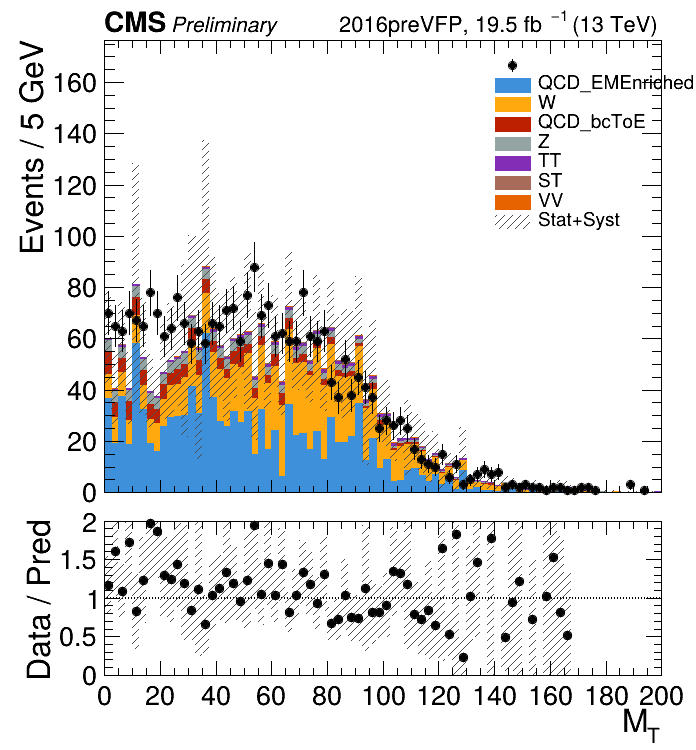 CMS Preliminary 2016preVFP, 19.5 fb⁻¹ (13 TeV)
Events / 5 GeV
160
140
120
100
80
60
40
20
0
QCD_EMEnriched
W
QCD_bcToE
Z
TT
ST
VV
Stat+Syst
Data / Pred
2
1.5
1
0.5
0
0 20 40 60 80 100 120 140 160 180 200
M_T